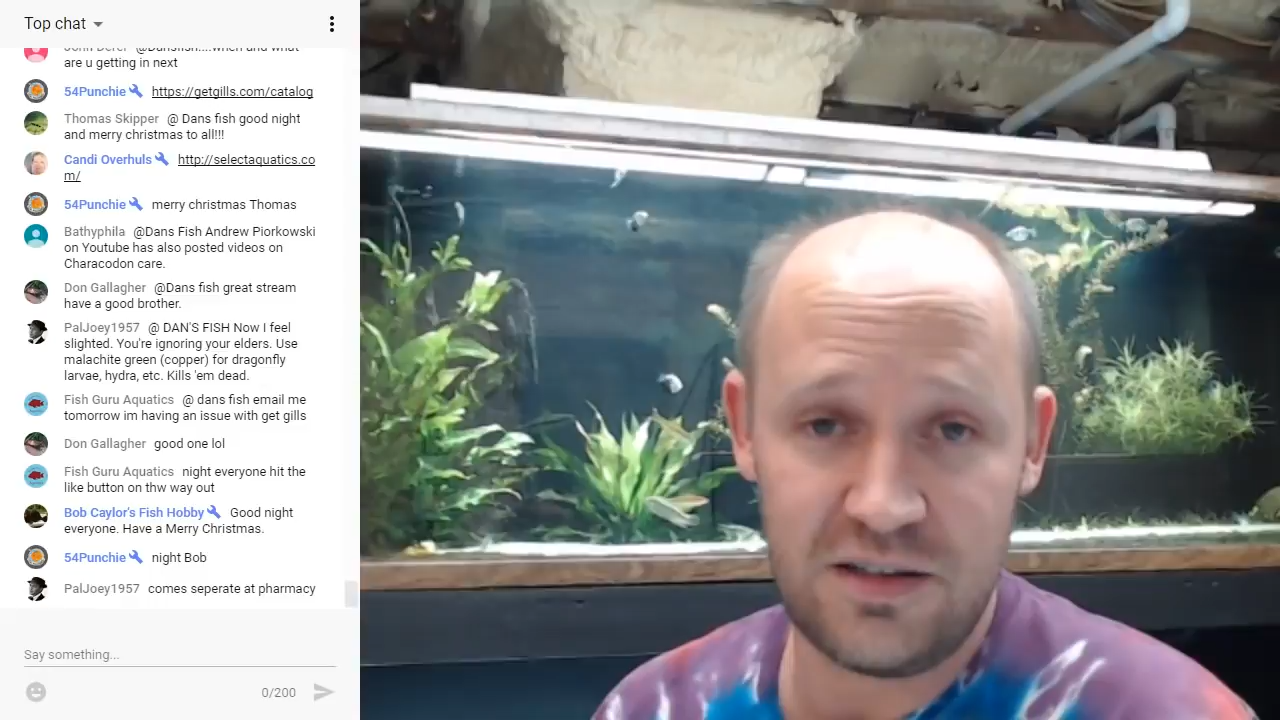 Top chat
are u getting in next
54Punchie https://getgills.com/catalog
Thomas Skipper @ Dans fish good night
and merry christmas to all!!!
Candi Overhuls http://selectaquatics.co
m/
54Punchie merry christmas Thomas
Bathyphila @Dans Fish Andrew Piorkowski
on Youtube has also posted videos on
Characodon care.
Don Gallagher @Dans fish great stream
have a good brother.
PalJoey1957 @ DAN'S FISH Now I feel
slighted. You're ignoring your elders. Use
malachite green (copper) for dragonfly
larvae, hydra, etc. Kills 'em dead.
Fish Guru Aquatics @ dans fish email me
tomorrow im having an issue with get gills
Don Gallagher good one lol
Fish Guru Aquatics night everyone hit the
like button on thw way out
Bob Caylor's Fish Hobby Good night
everyone. Have a Merry Christmas.
54Punchie night Bob
PalJoey1957 comes seperate at pharmacy
Say something...
0/200